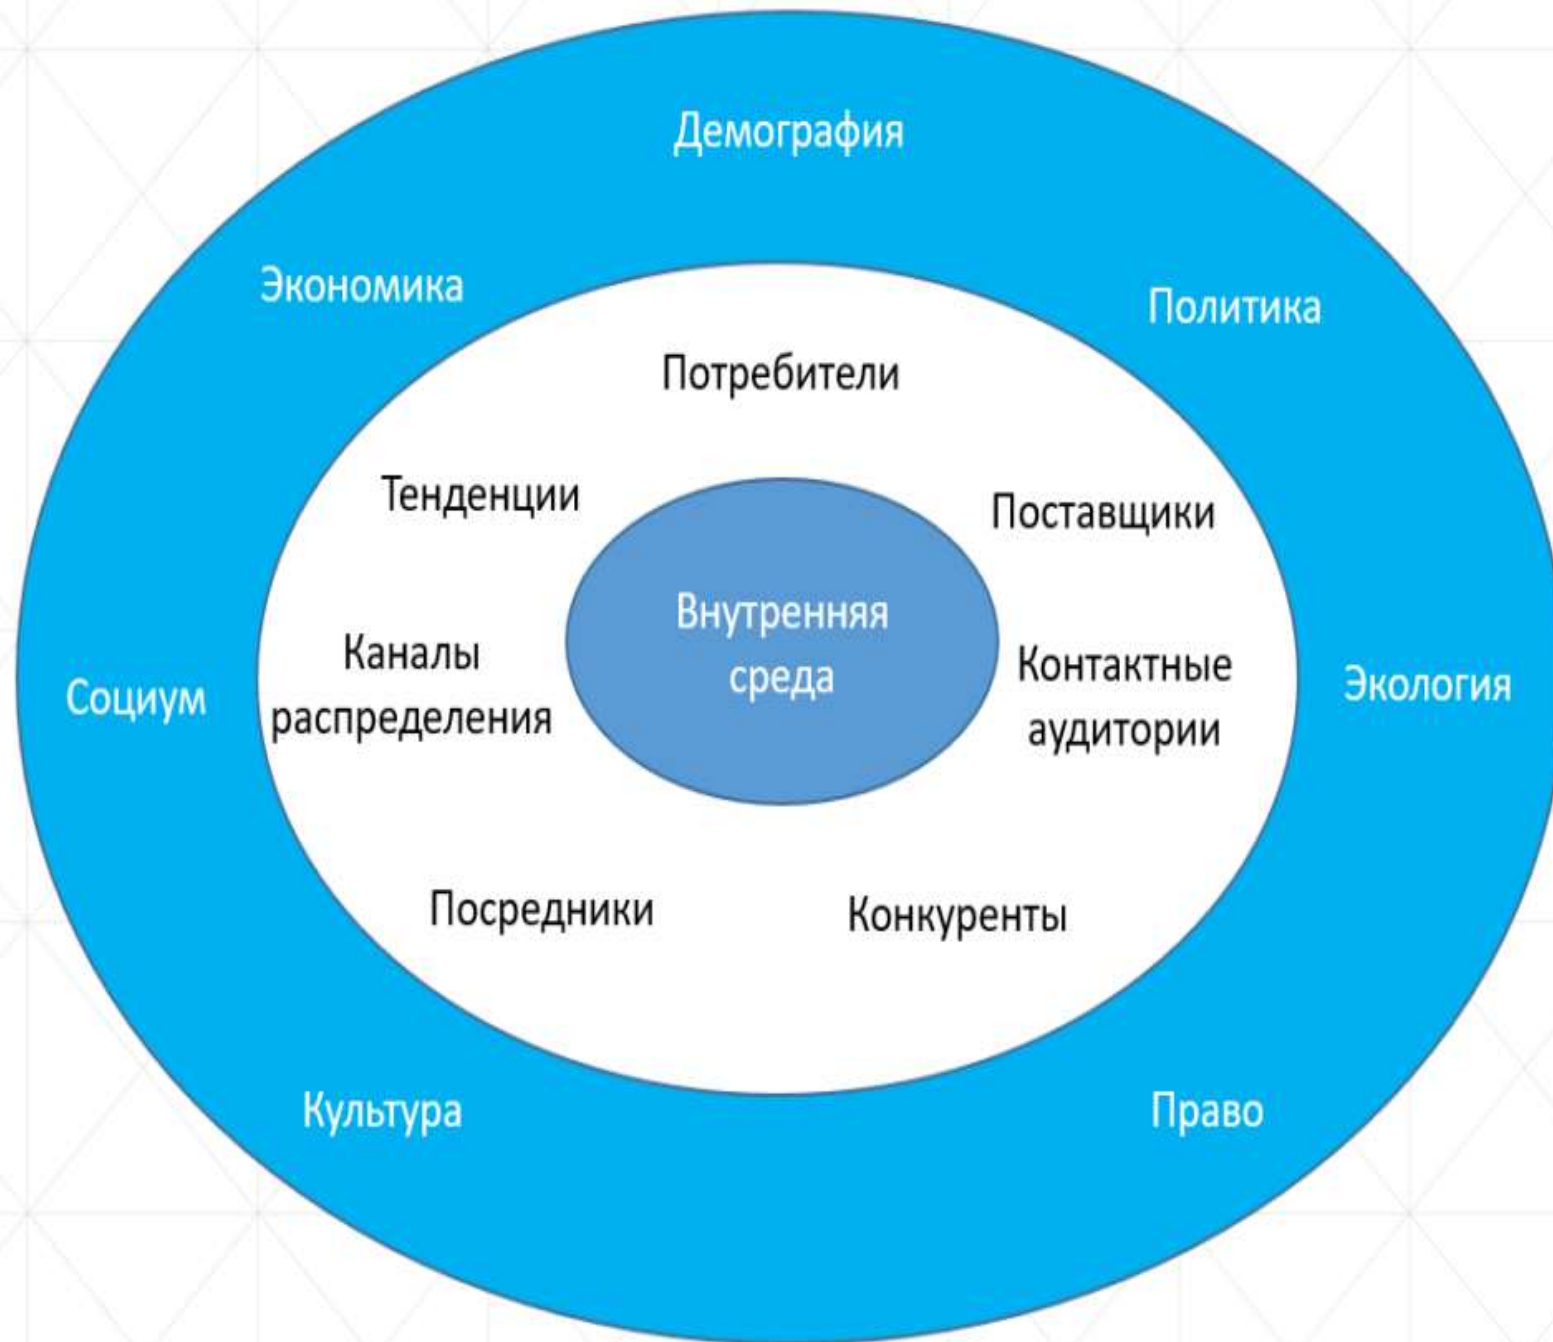 Демография
Экономика
Политика
Потребители
Тенденции
Поставщики
Внутренняя
среда
Каналы
распределения
Контактные
аудитории
Социум
Экология
Посредники
Конкуренты
Культура
Право